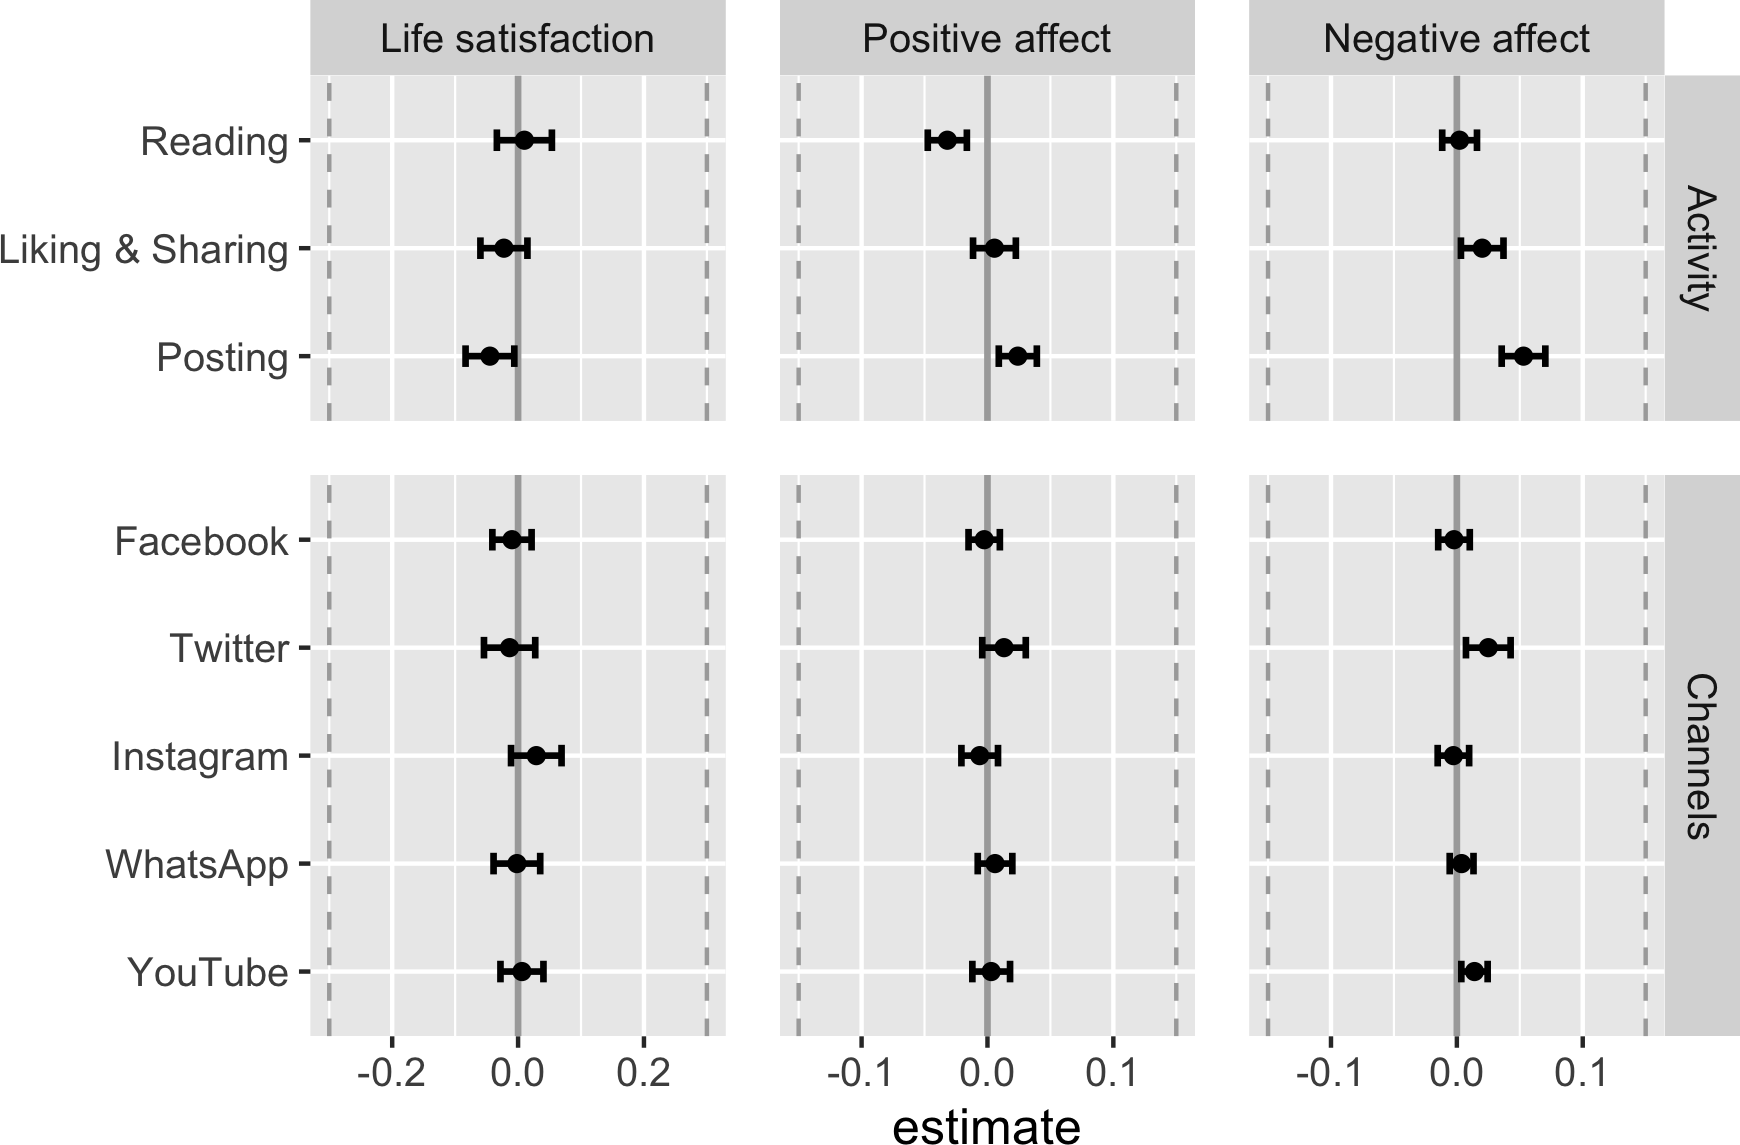 Life satisfaction
Positive affect
Negative affect
Reading
Liking & Sharing
Posting
Activity
Facebook
Twitter
Instagram
WhatsApp
YouTube
Channels
-0.2 0.0 0.2
-0.1 0.0 0.1
-0.1 0.0 0.1
estimate